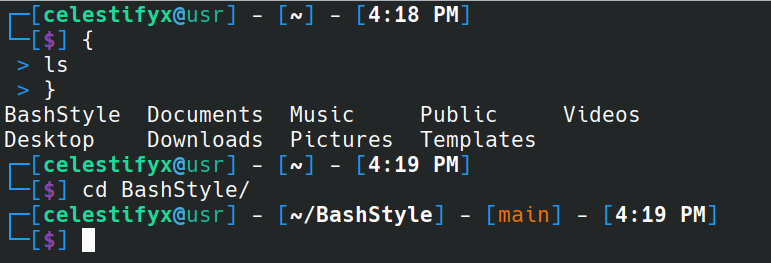 ┌─[celestifyx@usr] - [~] - [4:18 PM]
└─[$] {
 > ls
 > }
BashStyle  Documents  Music     Public     Videos
Desktop    Downloads  Pictures  Templates
┌─[celestifyx@usr] - [~] - [4:19 PM]
└─[$] cd BashStyle/
┌─[celestifyx@usr] - [~/BashStyle] - [main] - [4:19 PM]
└─[$]